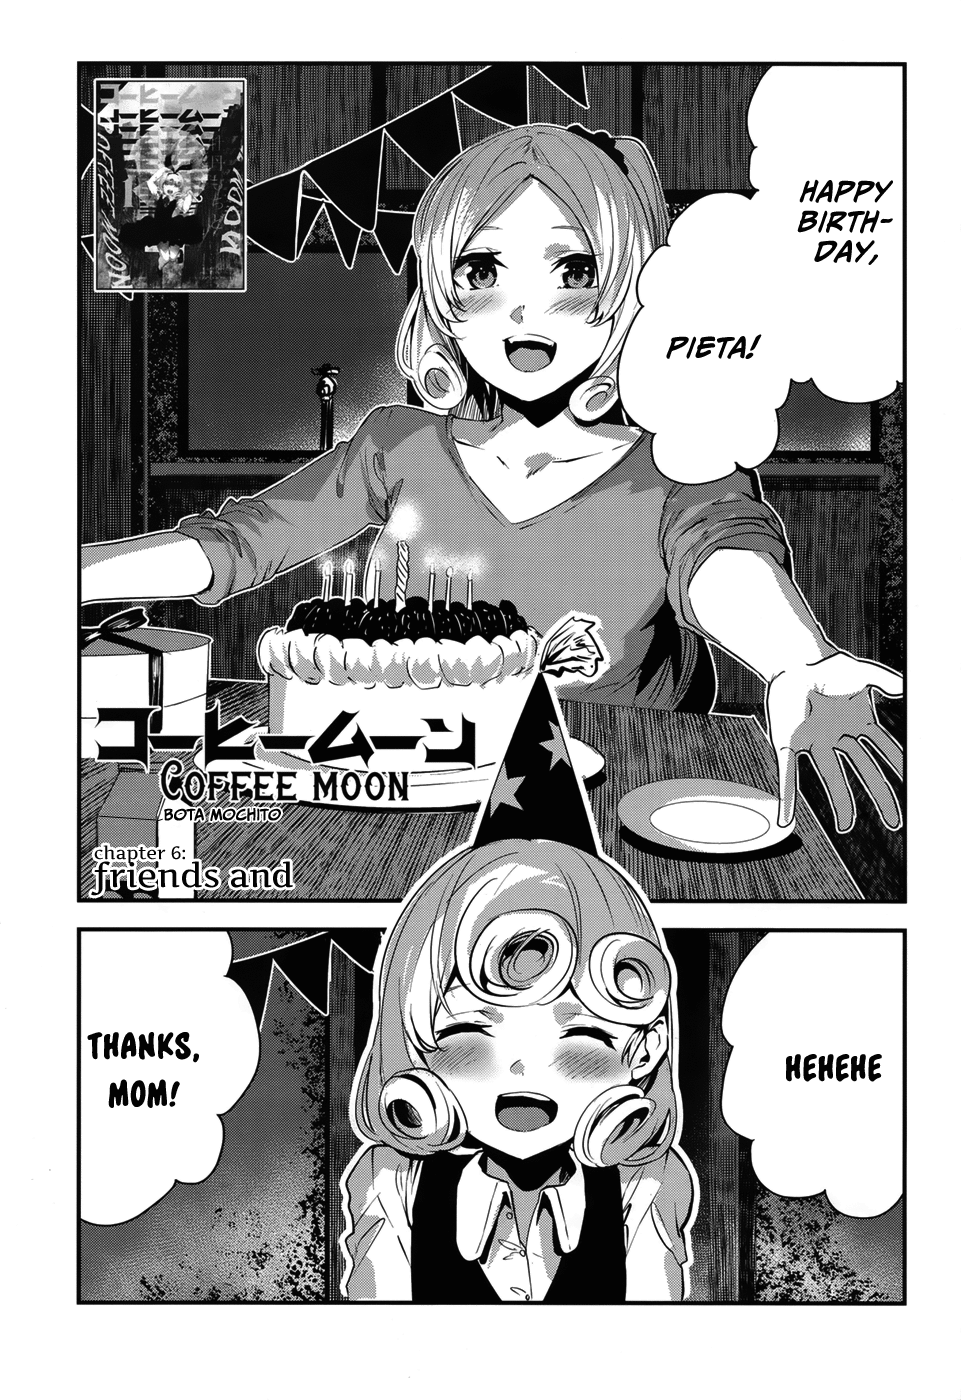 HAPPY
BIRTH-
DAY,
PIETA!
コーヒームーン
COFFEE MOON
BOTA MOCHITO
chapter 6:
friends and
HEHEHE
THANKS,
MOM!